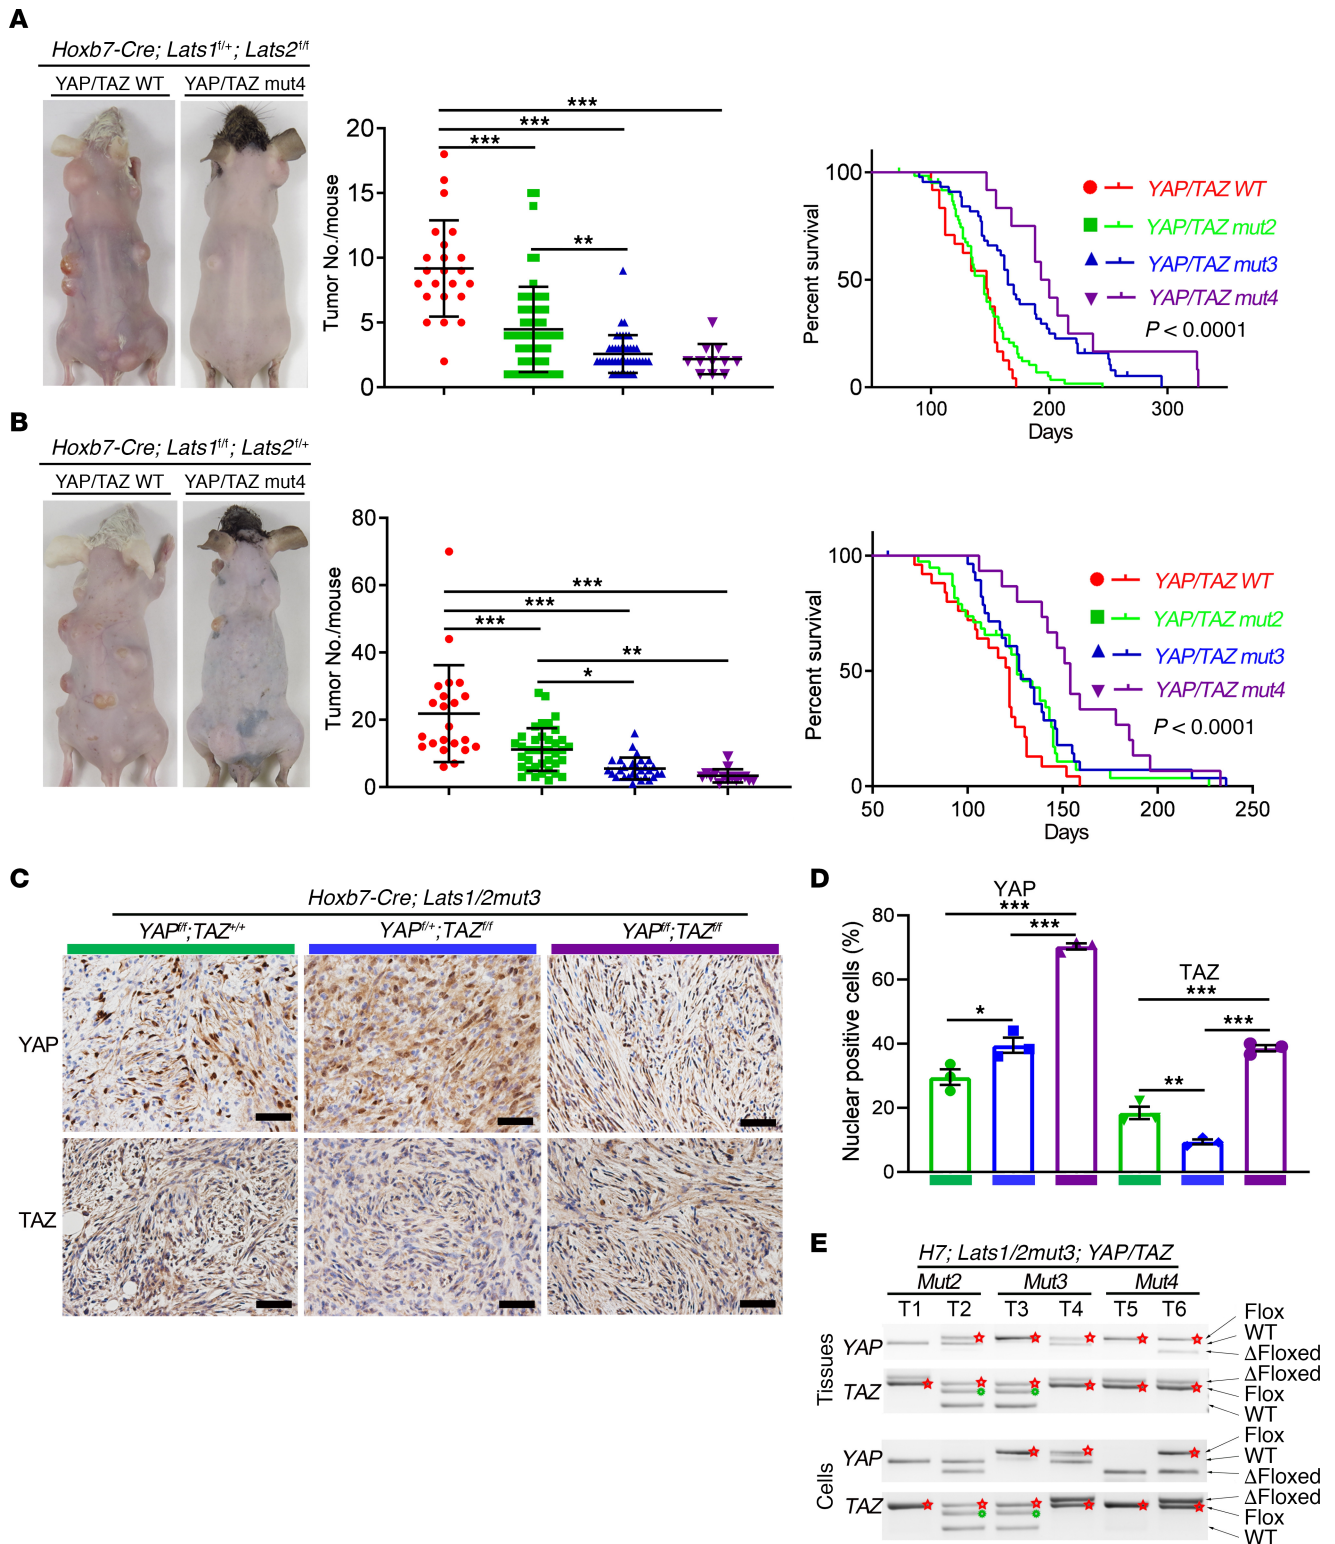 A
Hoxb7-Cre; Lats1f/+; Lats2f/f
YAP/TAZ WT YAP/TAZ mut4
Tumor No./mouse
20
15
10
5
0
***
***
***
**
Percent survival
100
50
0
100 200 300
Days
YAP/TAZ WT
YAP/TAZ mut2
YAP/TAZ mut3
YAP/TAZ mut4
P < 0.0001
B
Hoxb7-Cre; Lats1f/f; Lats2f/+
YAP/TAZ WT YAP/TAZ mut4
Tumor No./mouse
80
60
40
20
0
***
***
***
**
*
Percent survival
100
50
0
50 100 150 200 250
Days
YAP/TAZ WT
YAP/TAZ mut2
YAP/TAZ mut3
YAP/TAZ mut4
P < 0.0001
C
Hoxb7-Cre; Lats1/2mut3
YAPf/f;TAZ+/+ YAPf/+;TAZf/f YAPf/f;TAZf/f
YAP
TAZ
D
Nuclear positive cells (%)
80
60
40
20
0
YAP
***
***
*
TAZ
***
***
**
E
H7; Lats1/2mut3; YAP/TAZ
Mut2 Mut3 Mut4
T1 T2 T3 T4 T5 T6
Tissues
YAP
Flox
WT
ΔFloxed
TAZ
ΔFloxed
Flox
WT
Cells
YAP
Flox
WT
ΔFloxed
TAZ
ΔFloxed
Flox
WT